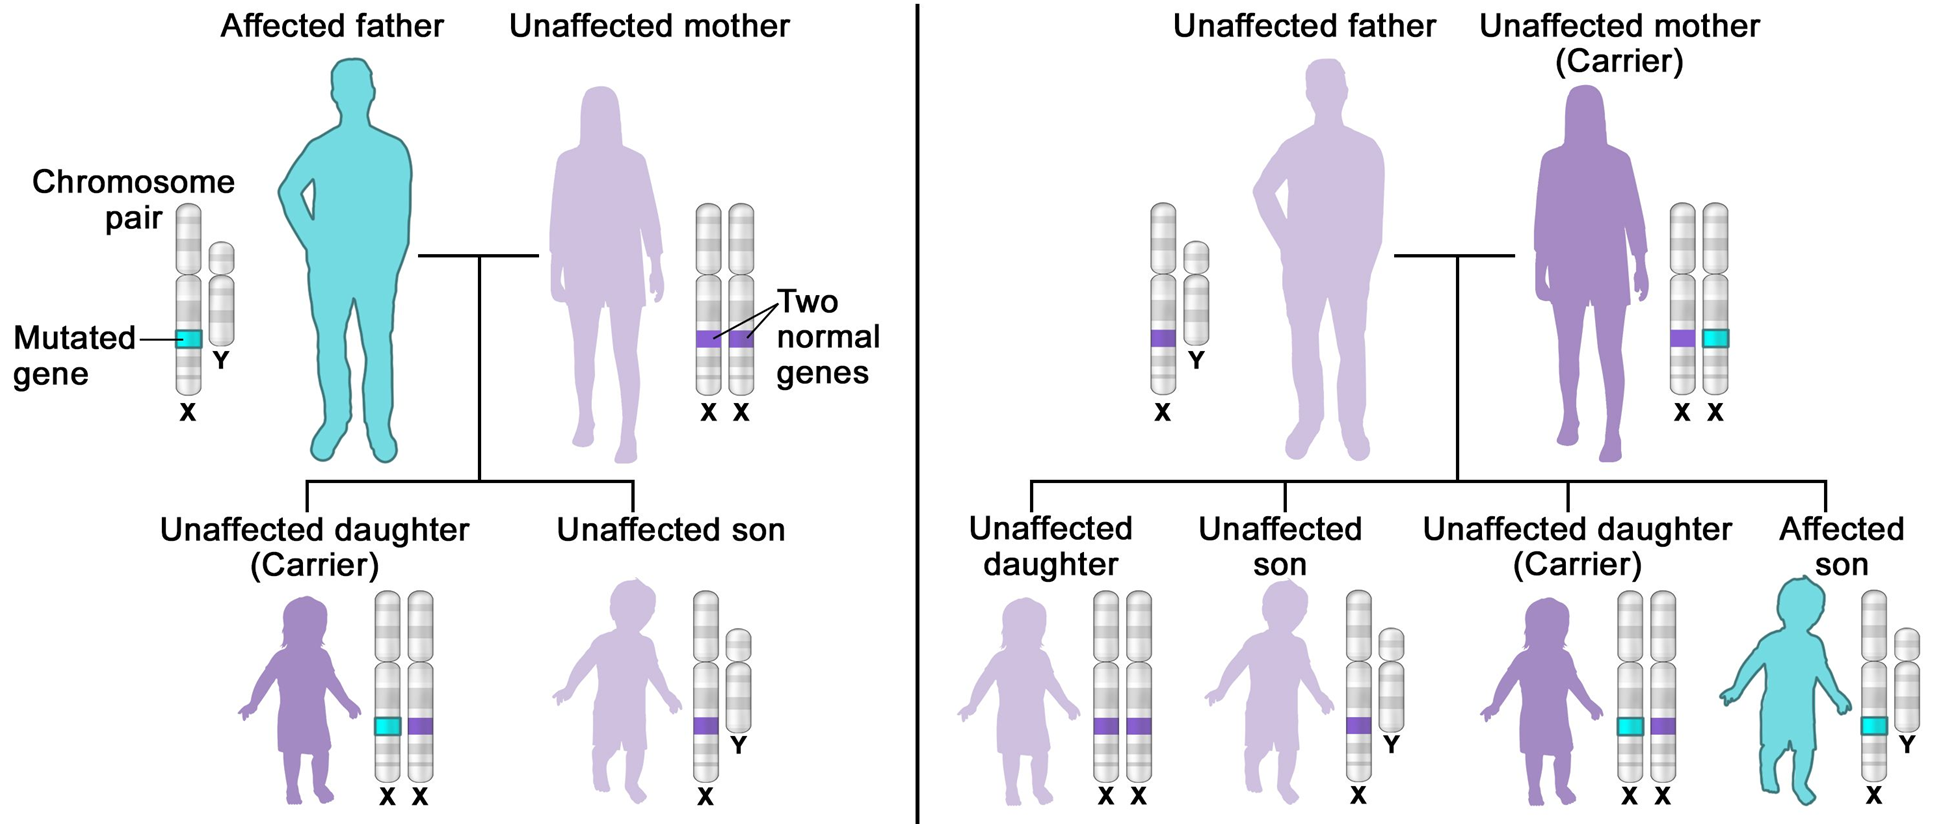 Affected father
Unaffected mother
Chromosome
pair
Mutated
gene
X
Y
Two
normal
genes
X X
Unaffected daughter
(Carrier)
X X
Unaffected son
X
Y
Unaffected father
Unaffected mother
(Carrier)
X
Y
X X
Unaffected
daughter
X X
Unaffected
son
X
Y
Unaffected daughter
(Carrier)
X X
Affected
son
X
Y